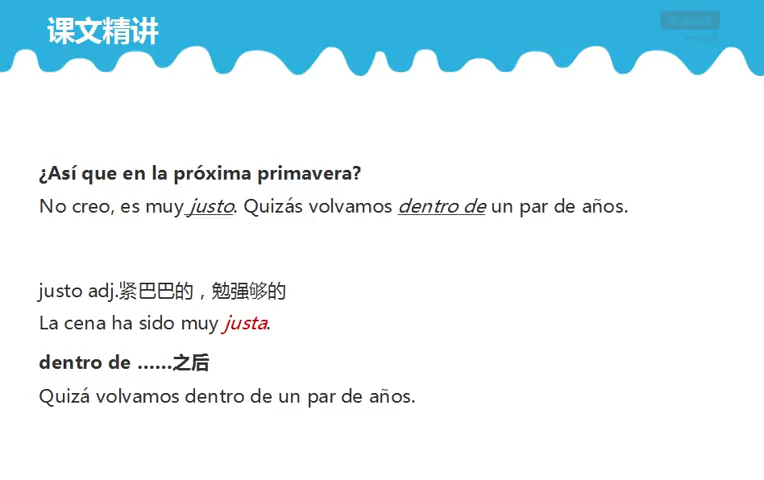 课文精讲
¿Así que en la próxima primavera?
No creo, es muy justo. Quizás volvamos dentro de un par de años.
justo adj.紧巴巴的，勉强够的
La cena ha sido muy justa.
dentro de ……之后
Quizá volvamos dentro de un par de años.